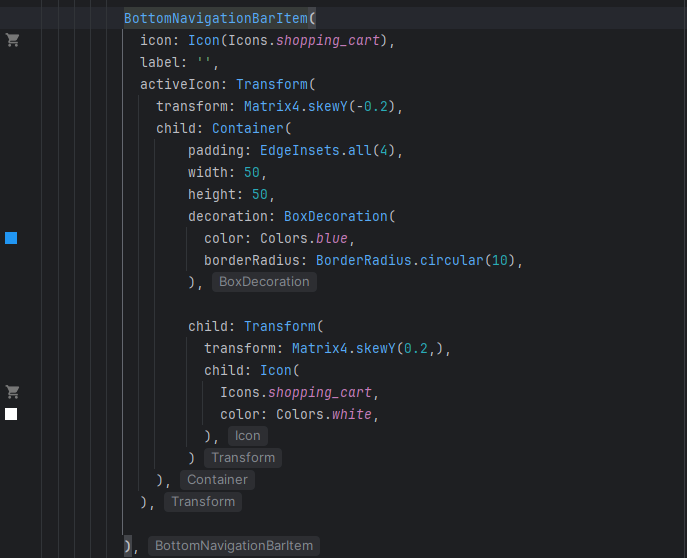 BottomNavigationBarItem(
icon: Icon(Icons.shopping_cart),
label: '',
activeIcon: Transform(
transform: Matrix4.skewY(-0.2),
child: Container(
padding: EdgeInsets.all(4),
width: 50,
height: 50,
decoration: BoxDecoration(
color: Colors.blue,
borderRadius: BorderRadius.circular(10),
), BoxDecoration
child: Transform(
transform: Matrix4.skewY(0.2,),
child: Icon(
Icons.shopping_cart,
color: Colors.white,
), Icon
) Transform
), Container
), Transform
), BottomNavigationBarItem